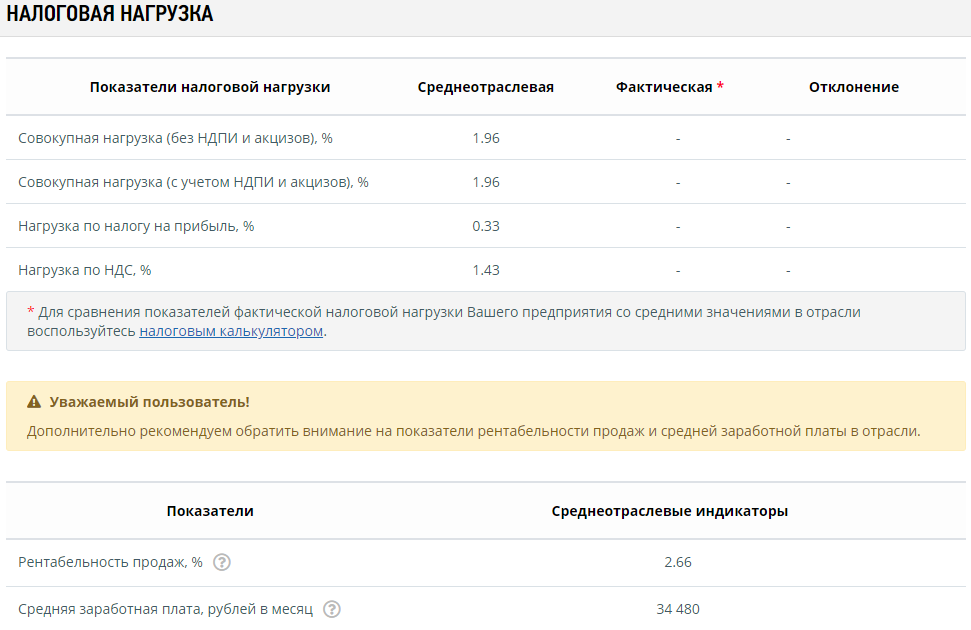 НАЛОГОВАЯ НАГРУЗКА
Показатели налоговой нагрузки Среднеотраслевая Фактическая * Отклонение
Совокупная нагрузка (без НДПИ и акцизов), % 1.96 - -
Совокупная нагрузка (с учетом НДПИ и акцизов), % 1.96 - -
Нагрузка по налогу на прибыль, % 0.33 - -
Нагрузка по НДС, % 1.43 - -
* Для сравнения показателей фактической налоговой нагрузки Вашего предприятия со средними значениями в отрасли
воспользуйтесь налоговым калькулятором.
Уважаемый пользователь!
Дополнительно рекомендуем обратить внимание на показатели рентабельности продаж и средней заработной платы в отрасли.
Показатели Среднеотраслевые индикаторы
Рентабельность продаж, % ? 2.66
Средняя заработная плата, рублей в месяц ? 34 480